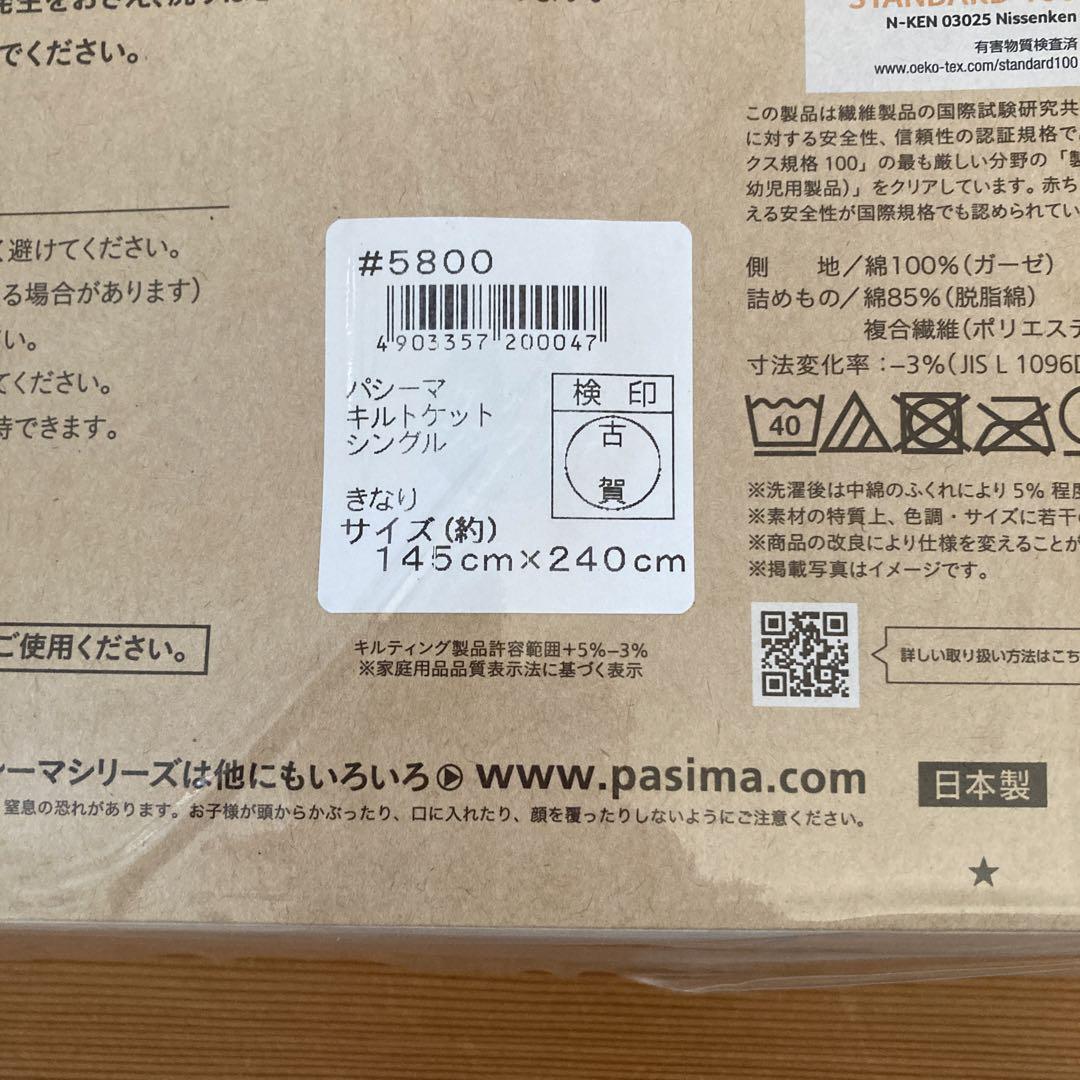 でください。
STANDARD 100
N-KEN 03025 Nissenken
有害物質検査済
www.oeko-tex.com/standard100
この製品は繊維製品の国際試験研究共
に対する安全性、信頼性の認証規格で
クス規格100」の最も厳しい分野の「製
幼児用製品)」をクリアしています。赤ち
える安全性が国際規格でも認められてい
く避けてください。
る場合があります)
い。
てください。
待できます。
側 地/綿100%(ガーゼ)
詰めもの/綿85%(脱脂綿)
複合繊維(ポリエステ
寸法変化率:−3%(JIS L 1096D
40
※洗濯後は中綿のふくれにより5%程度
※素材の特質上、色調・サイズに若干の
※商品の改良により仕様を変えることが
※掲載写真はイメージです。
#5800
4903357200047
パシーマ
キルトケット
シングル
検印
古
賀
きなり
サイズ(約)
145cm×240cm
キルティング製品許容範囲+5%−3%
※家庭用品品質表示法に基づく表示
ご使用ください。
詳しい取り扱い方法はこち
シーマシリーズは他にもいろいろ www.pasima.com
日本製
窒息の恐れがあります。お子様が頭からかぶったり、口に入れたり、顔を覆ったりしないようにご注意ください。